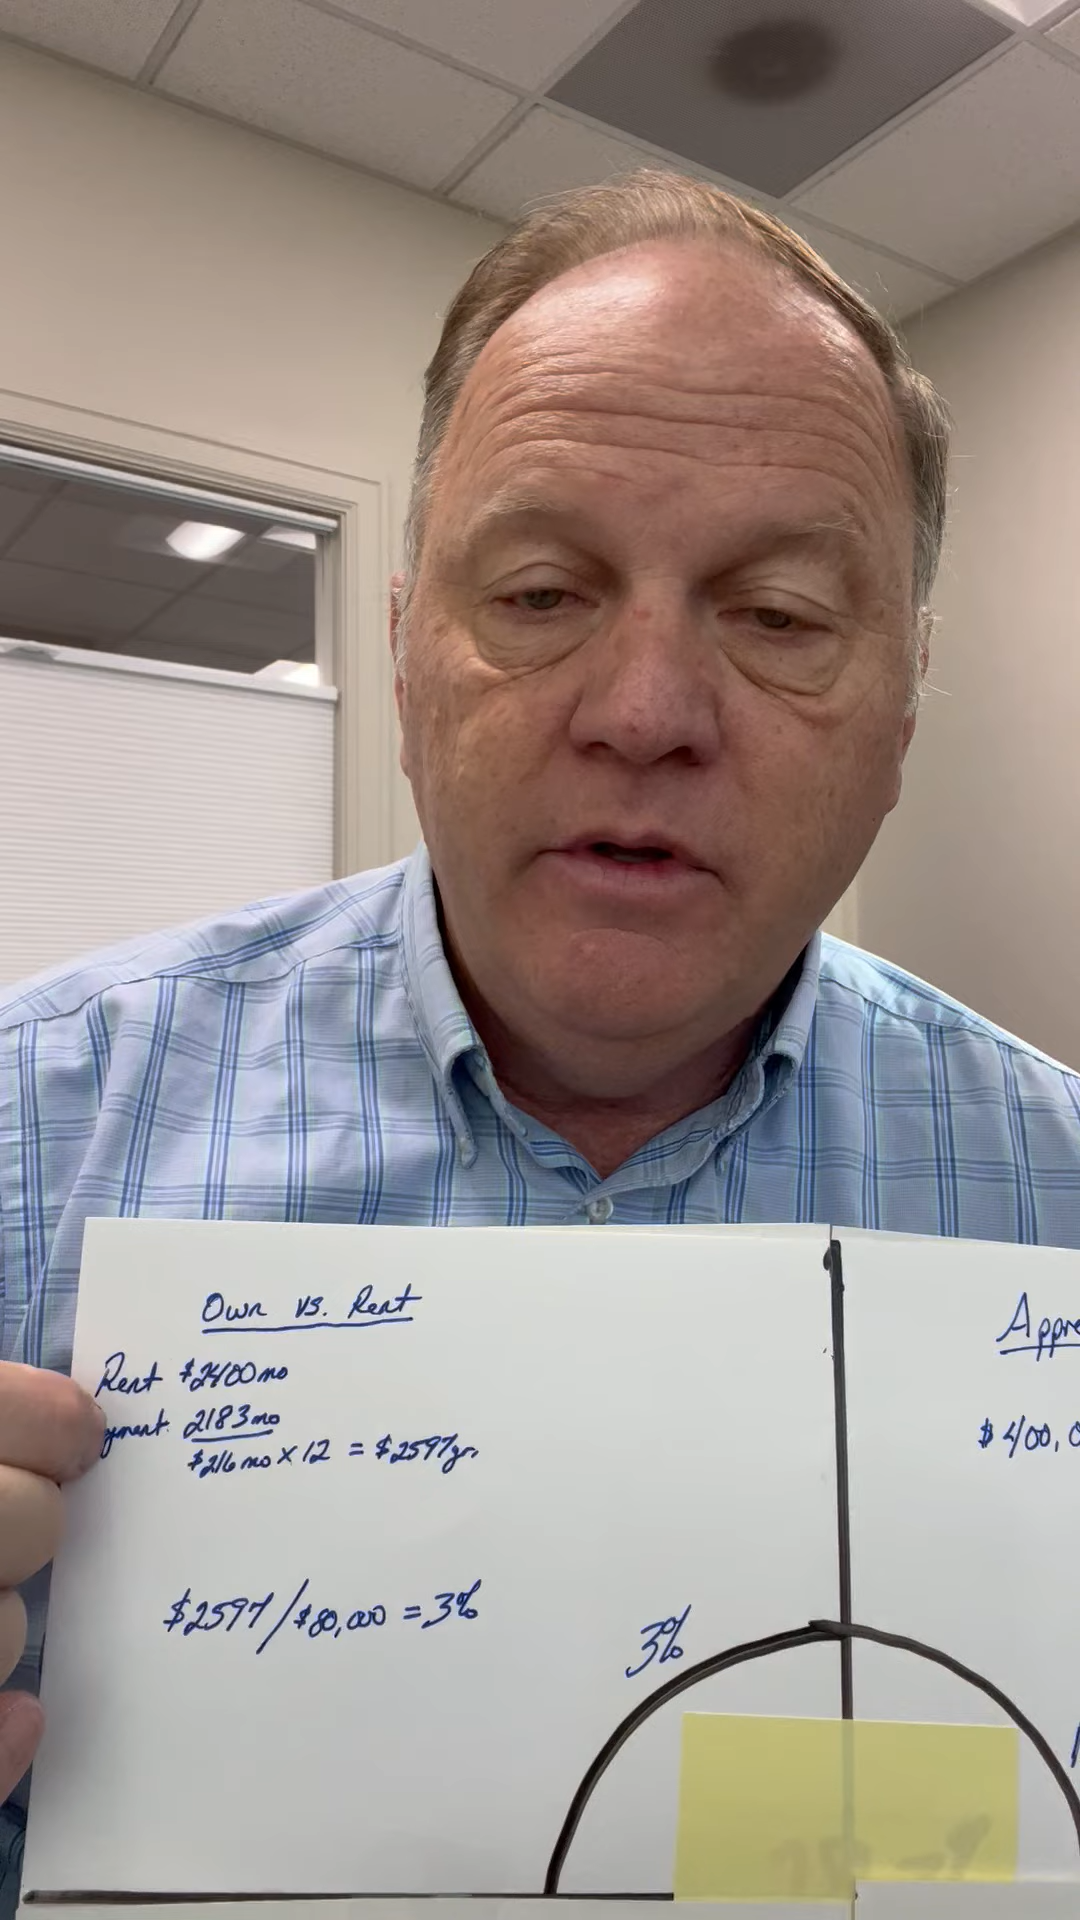 Own vs. Rent
Rent $2400 mo
yment: 2183 mo
$216 mo x 12 = $2597 yr.
$2597 / $80,000 = 3%
3%
Appre
$400,0